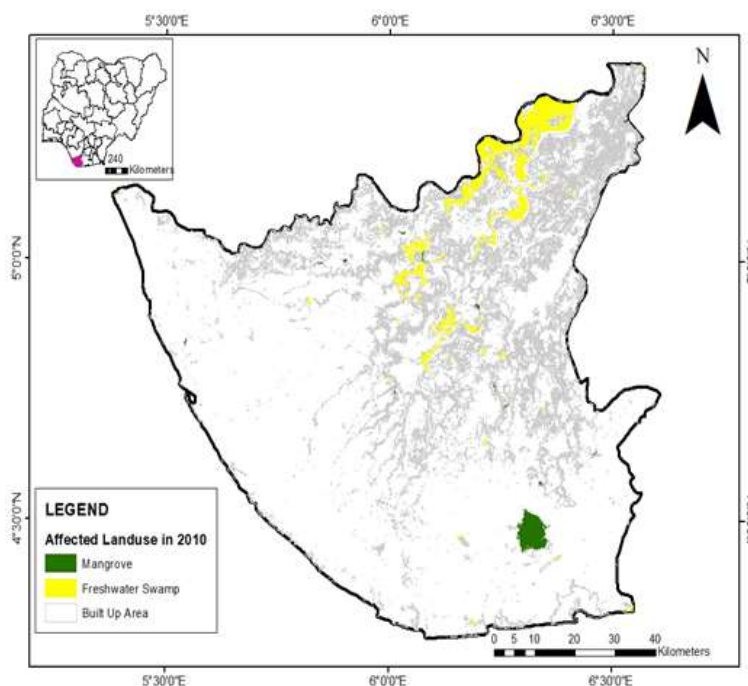 5°30'0"E 6°0'0"E 6°30'0"E
N
240
Kilometers
5°0'0"N
4°30'0"N
LEGEND
Affected Landuse in 2010
Mangrove
Freshwater Swamp
Built Up Area
0 5 10 20 30 40
Kilometers
5°30'0"E 6°0'0"E 6°30'0"E